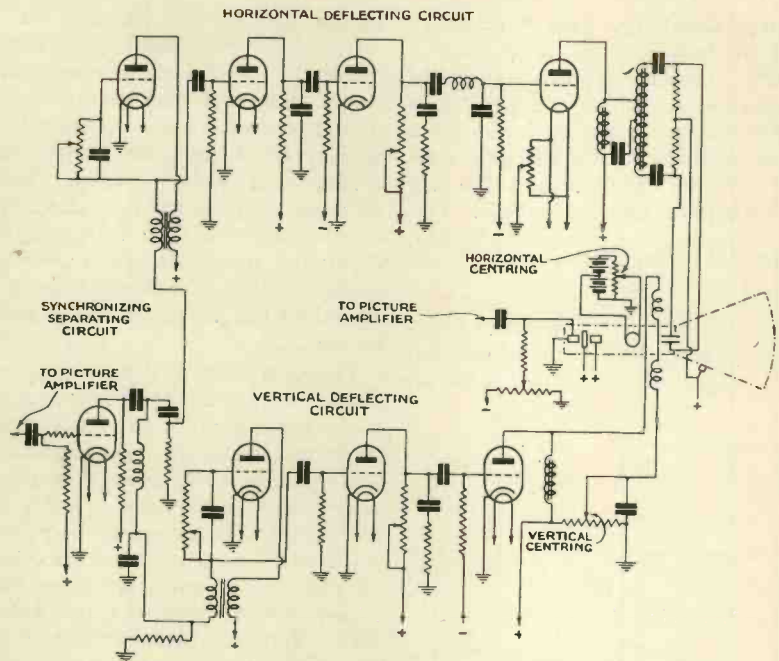 HORIZONTAL DEFLECTING CIRCUIT
+
-
+
-
+
+
HORIZONTAL
CENTRING
SYNCHRONIZING
SEPARATING
CIRCUIT
TO PICTURE
AMPLIFIER
TO PICTURE
AMPLIFIER
VERTICAL DEFLECTING
CIRCUIT
-
+ +
+
VERTICAL
CENTRING
+
+
+
+
-
+